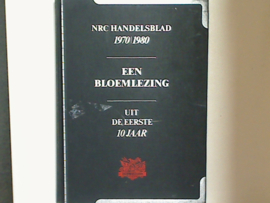 NRC HANDELSBLAD
1970/1980
EEN
BLOEMLEZING
UIT
DE EERSTE
10 JAAR